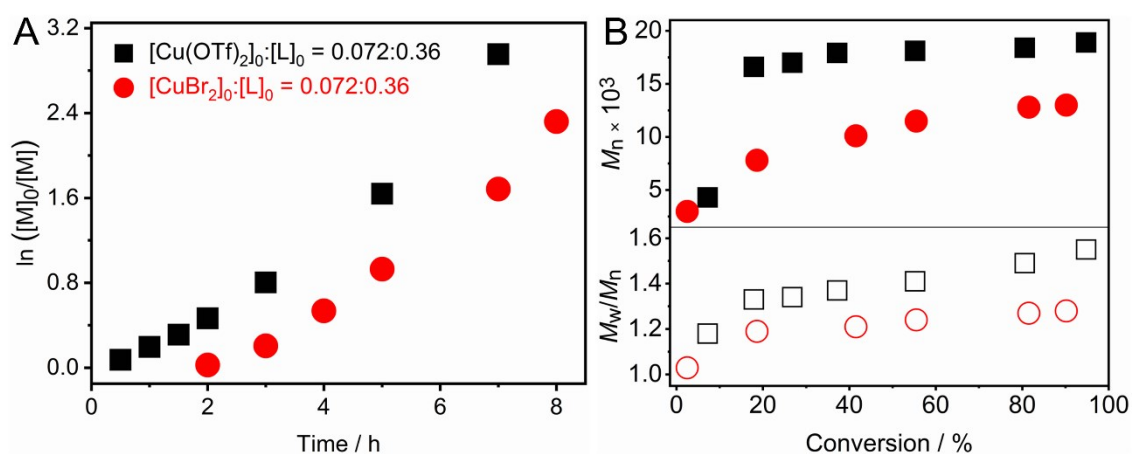 A
[Cu(OTf)₂]₀:[L]₀ = 0.072:0.36
[CuBr₂]₀:[L]₀ = 0.072:0.36
ln ([M]₀/[M])
3.2
2.4
1.6
0.8
0.0
0 2 4 6 8
Time / h
B
Mₙ × 10³
20
15
10
5
M_w/Mₙ
1.6
1.4
1.2
1.0
0 20 40 60 80 100
Conversion / %